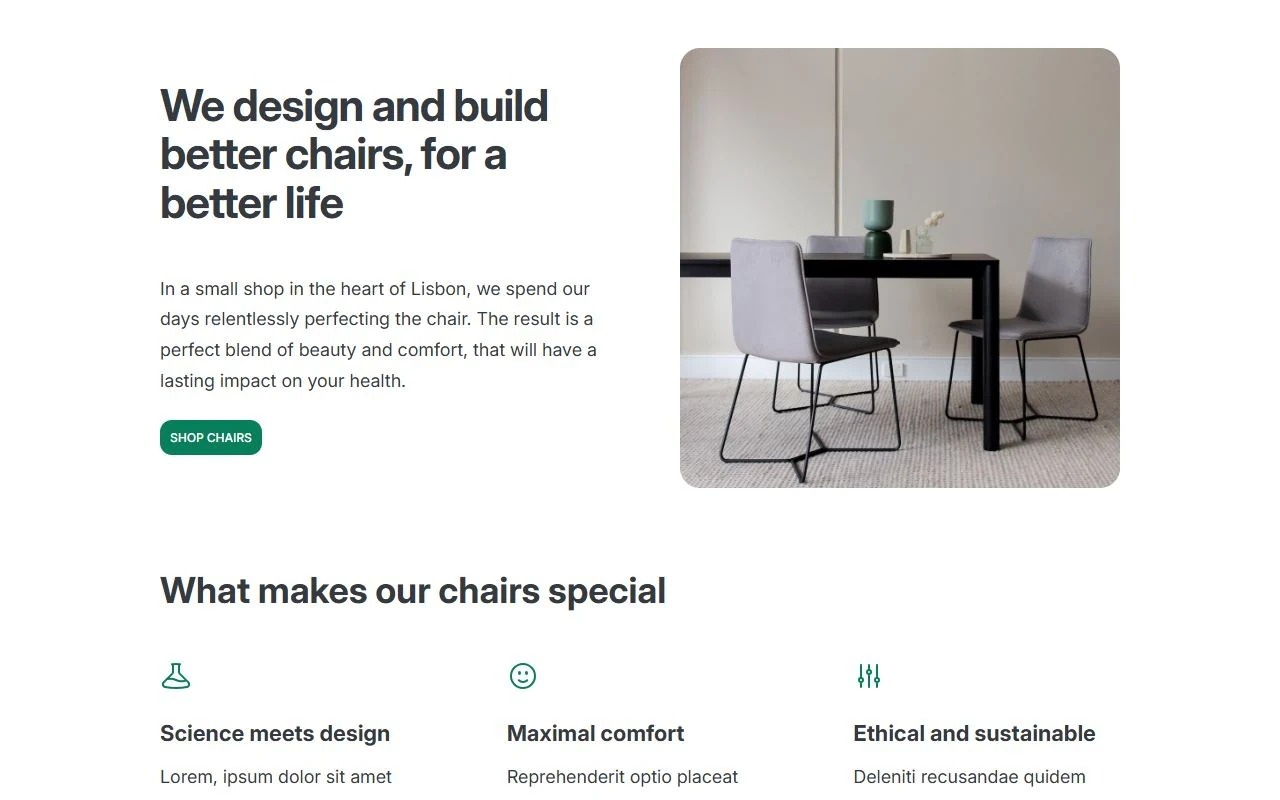 We design and build
better chairs, for a
better life
In a small shop in the heart of Lisbon, we spend our
days relentlessly perfecting the chair. The result is a
perfect blend of beauty and comfort, that will have a
lasting impact on your health.
SHOP CHAIRS
What makes our chairs special
Science meets design
Lorem, ipsum dolor sit amet
Maximal comfort
Reprehenderit optio placeat
Ethical and sustainable
Deleniti recusandae quidem